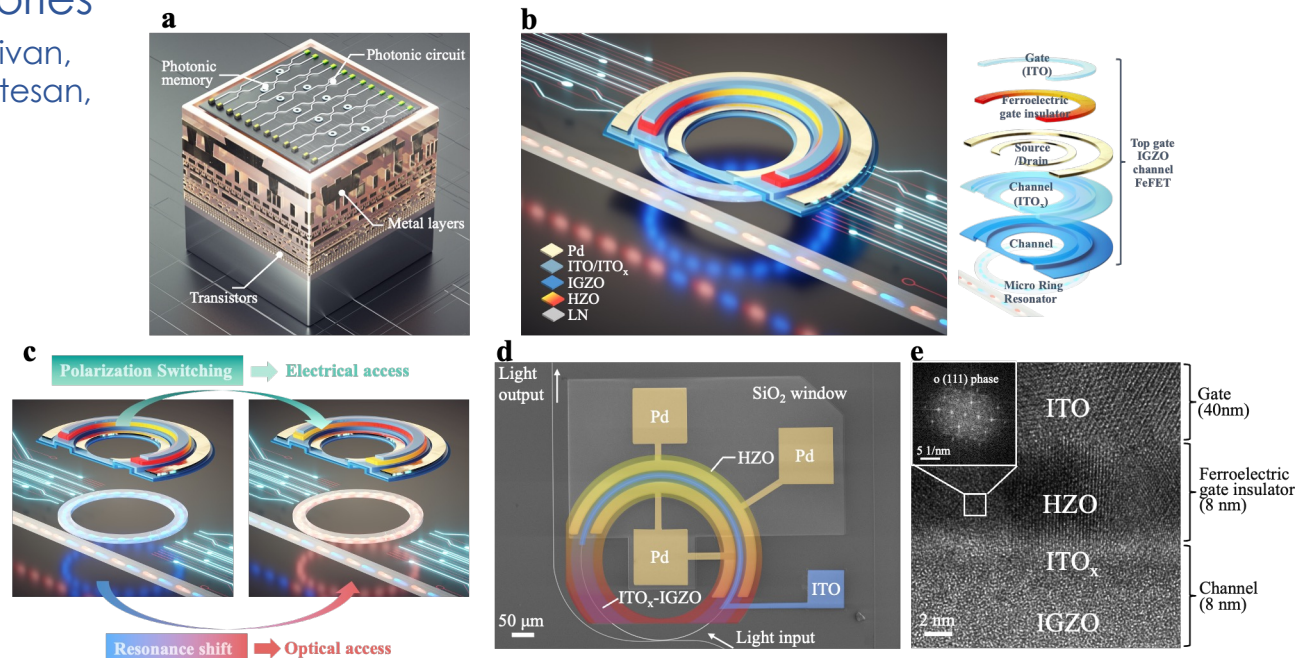 ivan,
tesan,
a
Photonic circuit
Photonic
memory
Metal layers
Transistors
b
Pd
ITO/ITOx
IGZO
HZO
LN
Gate
(ITO)
Ferroelectric
gate insulator
Source
/Drain
Channel
(ITOx)
Channel
Micro Ring
Resonator
Top gate
IGZO
channel
FeFET
c
Polarization Switching
Electrical access
Resonance shift
Optical access
d
Light
output
SiO2 window
Pd
Pd
HZO
Pd
ITO
ITOx-IGZO
50 μm
Light input
e
o (111) phase
5 1/nm
ITO
HZO
ITOx
IGZO
2 nm
Gate
(40nm)
Ferroelectric
gate insulator
(8 nm)
Channel
(8 nm)